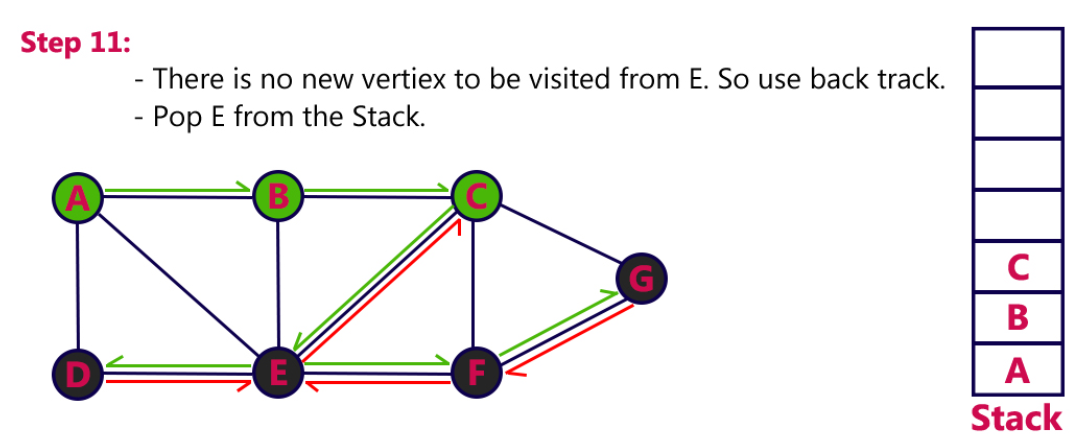 Step 11:
- There is no new vertiex to be visited from E. So use back track.
- Pop E from the Stack.
A
B
C
G
D
E
F
C
B
A
Stack